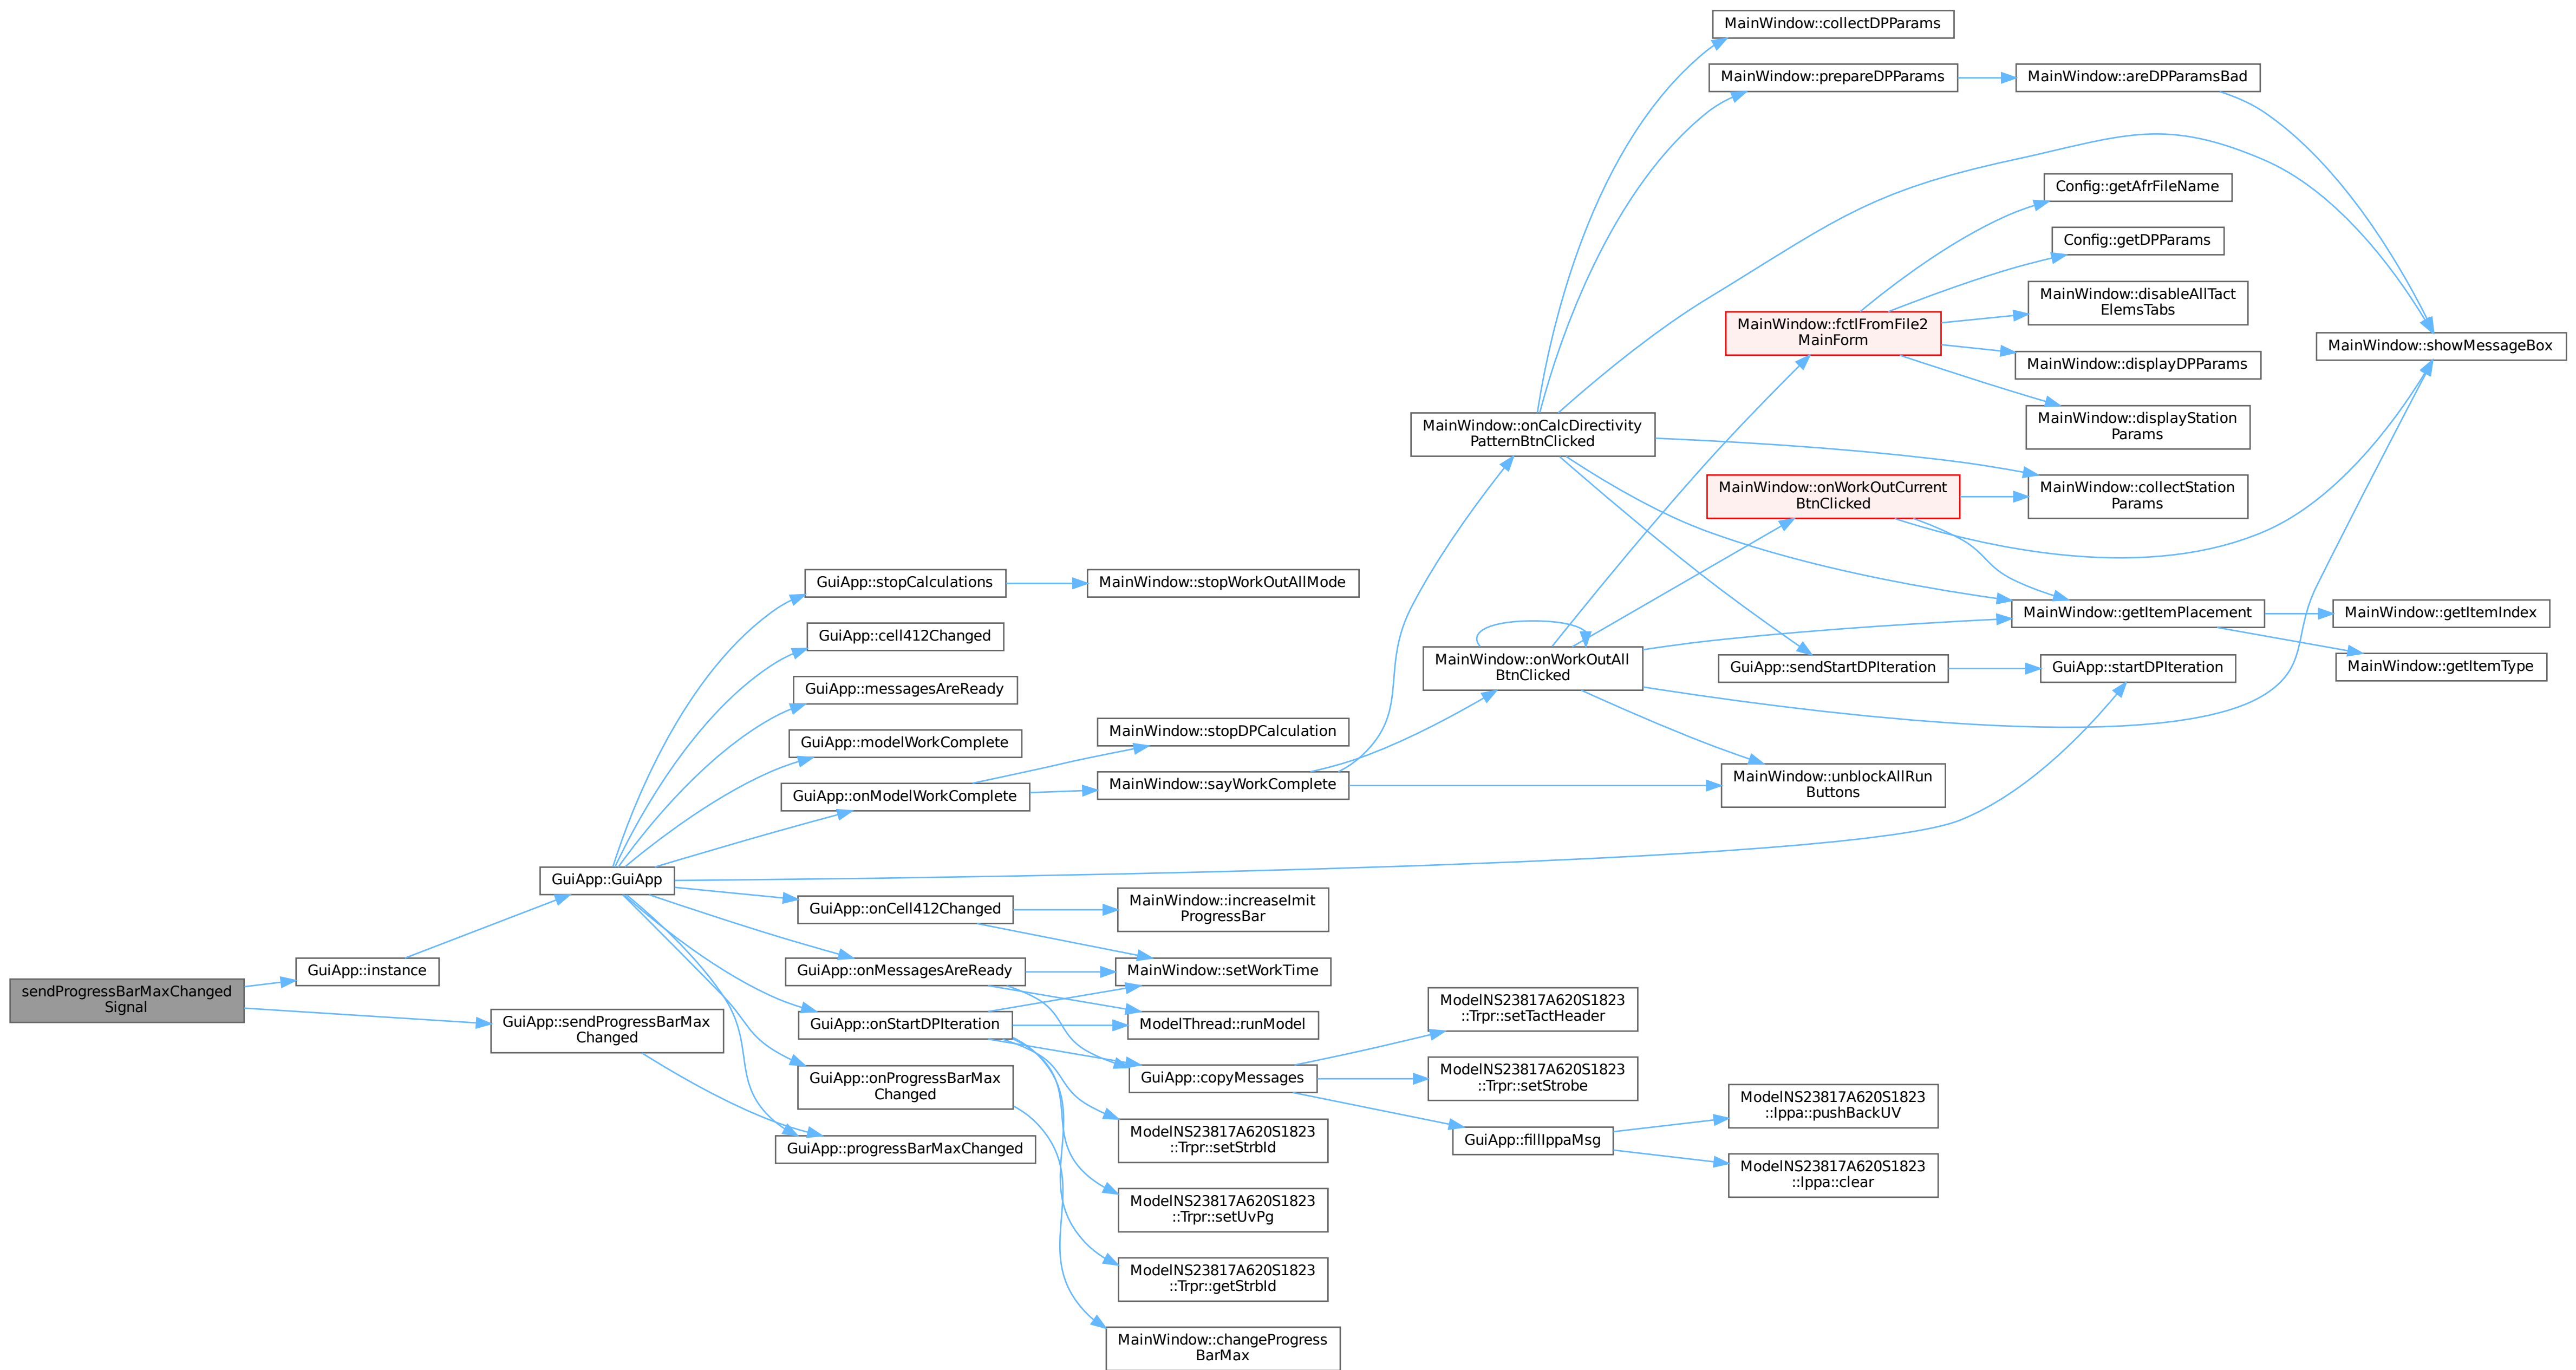 MainWindow::collectDPParams
MainWindow::prepareDPParams
MainWindow::areDPParamsBad
Config::getAfrFileName
Config::getDPParams
MainWindow::disableAllTact
ElemsTabs
MainWindow::fctlFromFile2
MainForm
MainWindow::showMessageBox
MainWindow::displayDPParams
MainWindow::displayStation
Params
MainWindow::onCalcDirectivity
PatternBtnClicked
MainWindow::onWorkOutCurrent
BtnClicked
MainWindow::collectStation
Params
GuiApp::stopCalculations
MainWindow::stopWorkOutAllMode
MainWindow::getItemPlacement
MainWindow::getItemIndex
GuiApp::cell412Changed
MainWindow::onWorkOutAll
BtnClicked
GuiApp::sendStartDPIteration
GuiApp::startDPIteration
MainWindow::getItemType
GuiApp::messagesAreReady
MainWindow::stopDPCalculation
GuiApp::modelWorkComplete
MainWindow::sayWorkComplete
MainWindow::unblockAllRun
Buttons
GuiApp::onModelWorkComplete
GuiApp::GuiApp
GuiApp::onCell412Changed
MainWindow::increaseImit
ProgressBar
GuiApp::instance
GuiApp::onMessagesAreReady
MainWindow::setWorkTime
sendProgressBarMaxChanged
Signal
ModelNS23817A620S1823
::Trpr::setTactHeader
GuiApp::sendProgressBarMax
Changed
GuiApp::onStartDPIteration
ModelThread::runModel
GuiApp::onProgressBarMax
Changed
GuiApp::copyMessages
ModelNS23817A620S1823
::Trpr::setStrobe
ModelNS23817A620S1823
::Ippa::pushBackUV
GuiApp::progressBarMaxChanged
ModelNS23817A620S1823
::Trpr::setStrbId
GuiApp::fillIppaMsg
ModelNS23817A620S1823
::Ippa::clear
ModelNS23817A620S1823
::Trpr::setUvPg
ModelNS23817A620S1823
::Trpr::getStrbId
MainWindow::changeProgress
BarMax